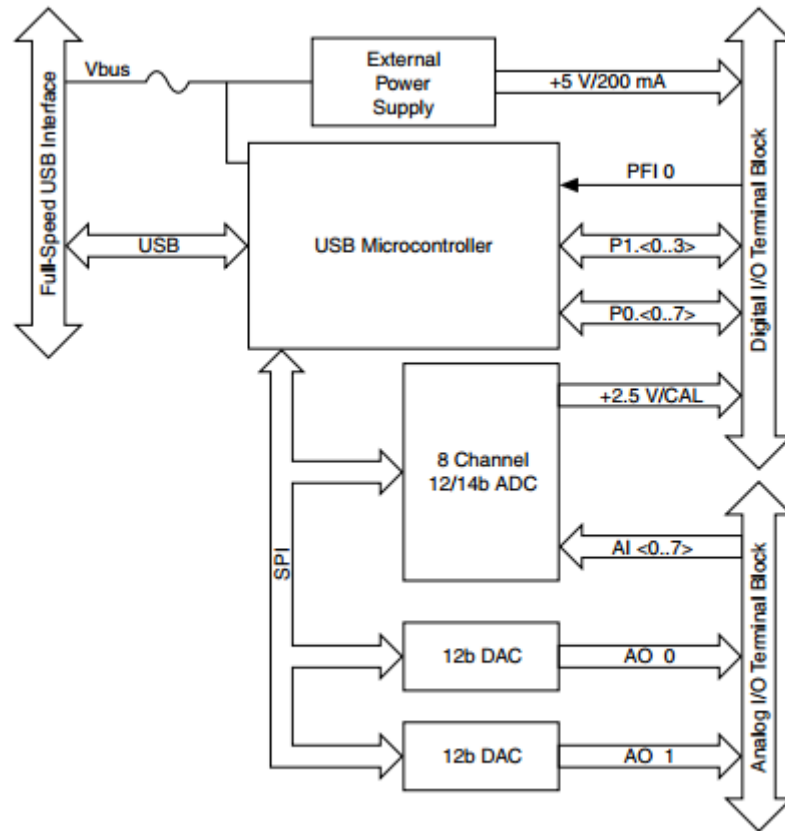 Full-Speed USB Interface
Vbus
External
Power
Supply
+5 V/200 mA
Digital I/O Terminal Block
PFI 0
USB
USB Microcontroller
P1.<0..3>
P0.<0..7>
+2.5 V/CAL
8 Channel
12/14b ADC
SPI
AI <0..7>
Analog I/O Terminal Block
12b DAC
AO 0
12b DAC
AO 1